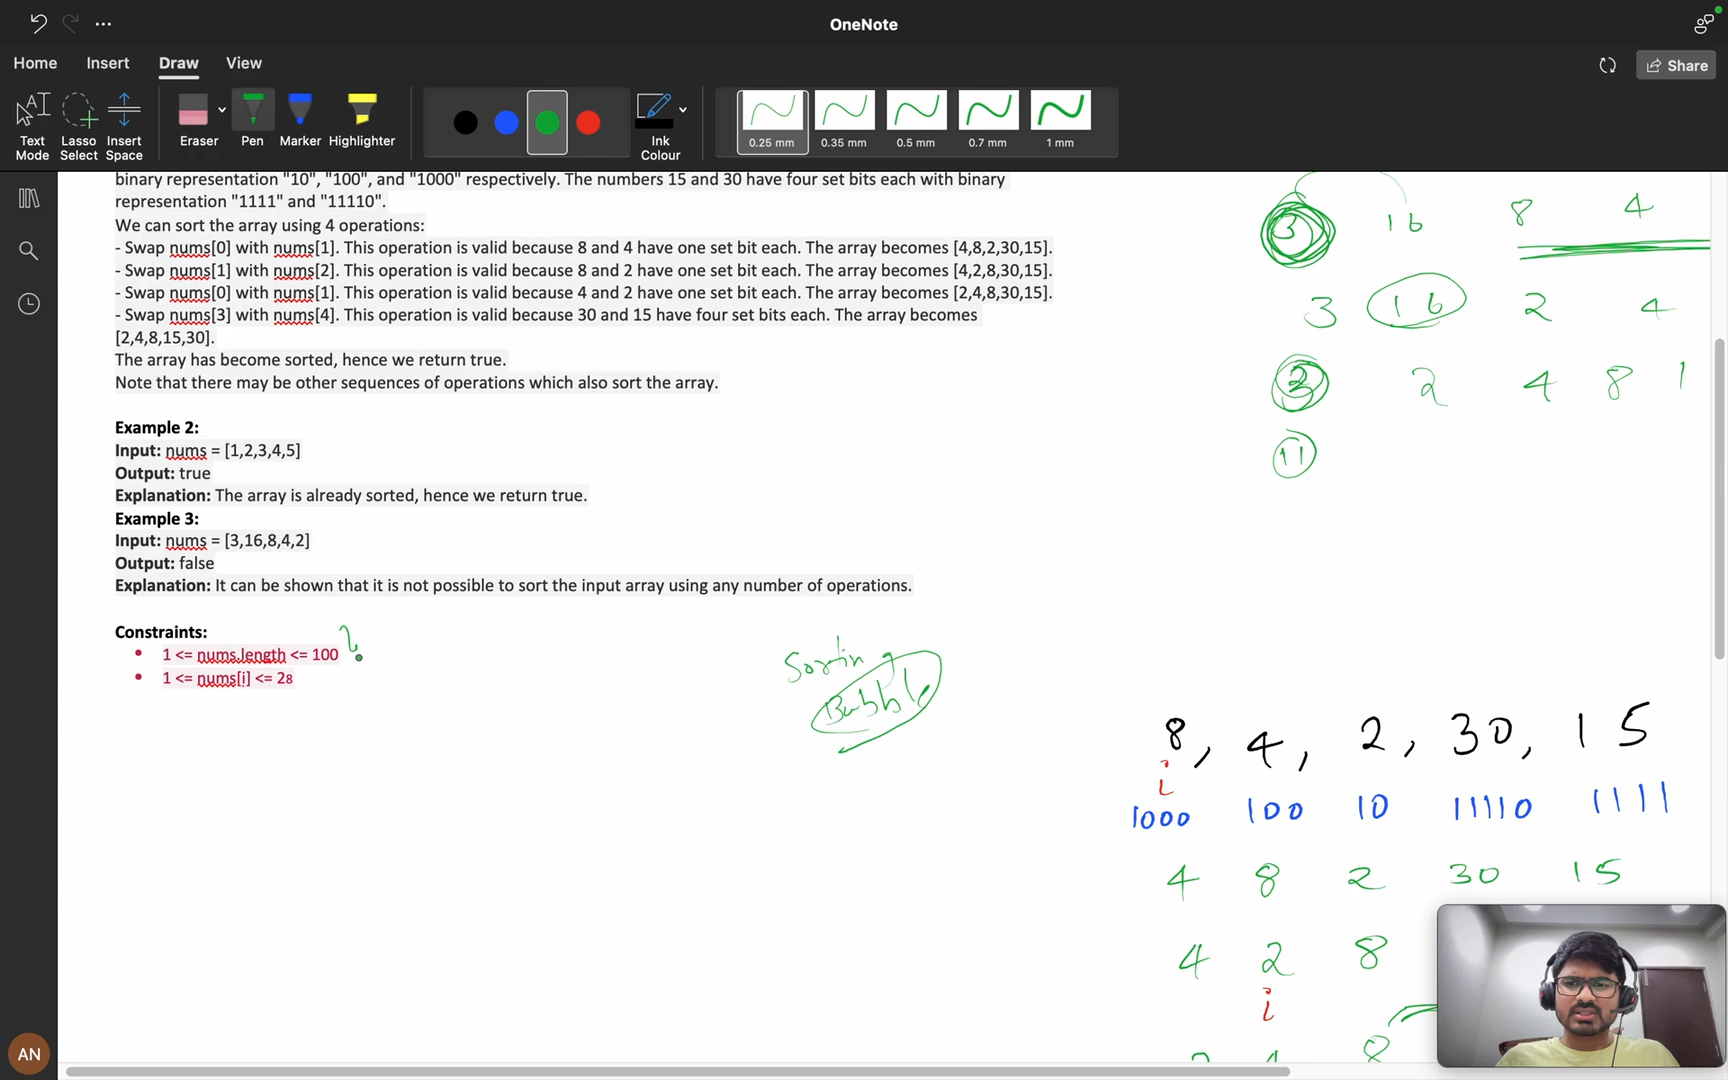 OneNote
Home Insert Draw View
Share
Text Mode
Lasso Select
Insert Space
Eraser
Pen
Marker
Highlighter
Ink Colour
0.25 mm
0.35 mm
0.5 mm
0.7 mm
1 mm
binary representation "10", "100", and "1000" respectively. The numbers 15 and 30 have four set bits each with binary
representation "1111" and "11110".
We can sort the array using 4 operations:
- Swap nums[0] with nums[1]. This operation is valid because 8 and 4 have one set bit each. The array becomes [4,8,2,30,15].
- Swap nums[1] with nums[2]. This operation is valid because 8 and 2 have one set bit each. The array becomes [4,2,8,30,15].
- Swap nums[0] with nums[1]. This operation is valid because 4 and 2 have one set bit each. The array becomes [2,4,8,30,15].
- Swap nums[3] with nums[4]. This operation is valid because 30 and 15 have four set bits each. The array becomes
[2,4,8,15,30].
The array has become sorted, hence we return true.
Note that there may be other sequences of operations which also sort the array.
Example 2:
Input: nums = [1,2,3,4,5]
Output: true
Explanation: The array is already sorted, hence we return true.
Example 3:
Input: nums = [3,16,8,4,2]
Output: false
Explanation: It can be shown that it is not possible to sort the input array using any number of operations.
Constraints:
• 1 <= nums.length <= 100
• 1 <= nums[i] <= 28
3 16 8 4
3 16 2 4
2 4 8 1
11
Sorting
Bubble
8, 4, 2, 30, 15
i
1000 100 10 11110 1111
4 8 2 30 15
4 2 8
i
8
AN